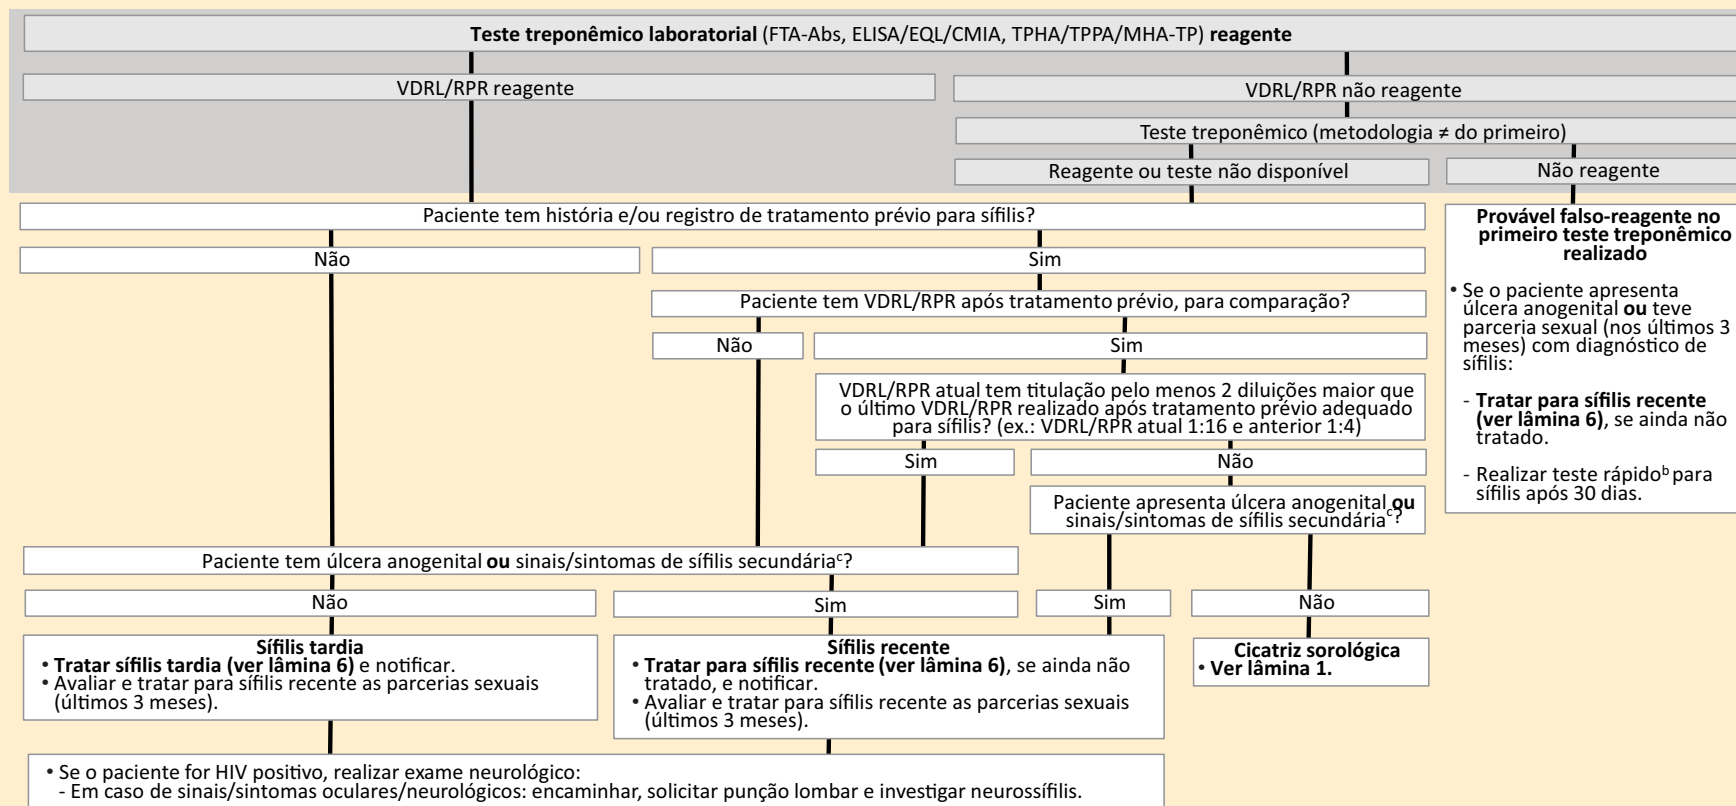 Teste treponêmico laboratorial (FTA-Abs, ELISA/EQL/CMIA, TPHA/TPPA/MHA-TP) reagente
VDRL/RPR reagente
VDRL/RPR não reagente
Teste treponêmico (metodologia ≠ do primeiro)
Reagente ou teste não disponível
Não reagente
Paciente tem história e/ou registro de tratamento prévio para sífilis?
Não
Sim
Paciente tem VDRL/RPR após tratamento prévio, para comparação?
Não
Sim
VDRL/RPR atual tem titulação pelo menos 2 diluições maior que
o último VDRL/RPR realizado após tratamento prévio adequado
para sífilis? (ex.: VDRL/RPR atual 1:16 e anterior 1:4)
Sim
Não
Paciente apresenta úlcera anogenital ou
sinais/sintomas de sífilis secundáriaᶜ?
Provável falso-reagente no
primeiro teste treponêmico
realizado
• Se o paciente apresenta
úlcera anogenital ou teve
parceria sexual (nos últimos 3
meses) com diagnóstico de
sífilis:
- Tratar para sífilis recente
(ver lâmina 6), se ainda não
tratado.
- Realizar teste rápidoᵇ para
sífilis após 30 dias.
Paciente tem úlcera anogenital ou sinais/sintomas de sífilis secundáriaᶜ?
Não
Sim
Sim
Não
Sífilis tardia
• Tratar sífilis tardia (ver lâmina 6) e notificar.
• Avaliar e tratar para sífilis recente as parcerias sexuais
(últimos 3 meses).
Sífilis recente
• Tratar para sífilis recente (ver lâmina 6), se ainda não
tratado, e notificar.
• Avaliar e tratar para sífilis recente as parcerias sexuais
(últimos 3 meses).
Cicatriz sorológica
• Ver lâmina 1.
• Se o paciente for HIV positivo, realizar exame neurológico:
- Em caso de sinais/sintomas oculares/neurológicos: encaminhar, solicitar punção lombar e investigar neurossífilis.